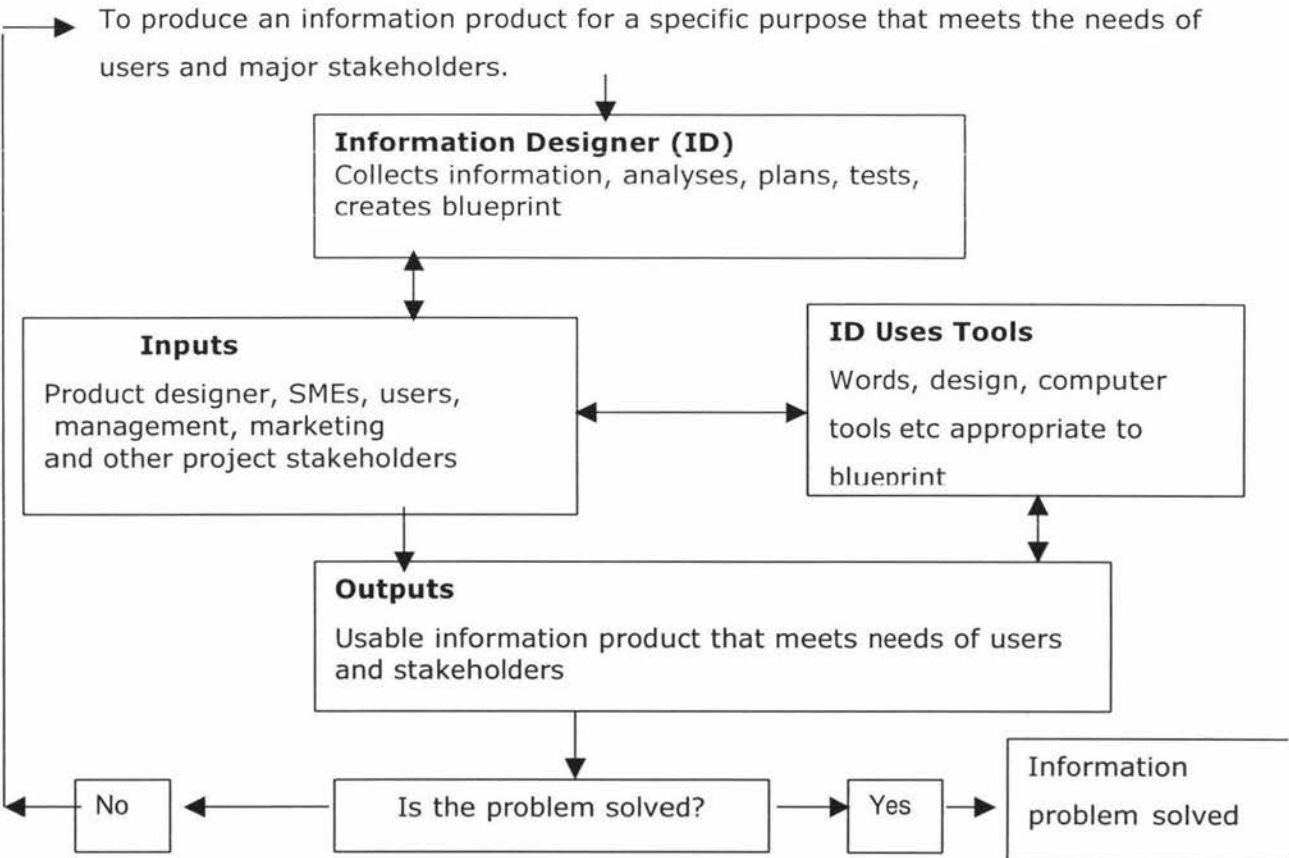 To produce an information product for a specific purpose that meets the needs of
users and major stakeholders.
Information Designer (ID)
Collects information, analyses, plans, tests,
creates blueprint
Inputs
Product designer, SMEs, users,
management, marketing
and other project stakeholders
ID Uses Tools
Words, design, computer
tools etc appropriate to
blueprint
Outputs
Usable information product that meets needs of users
and stakeholders
No
Is the problem solved?
Yes
Information
problem solved